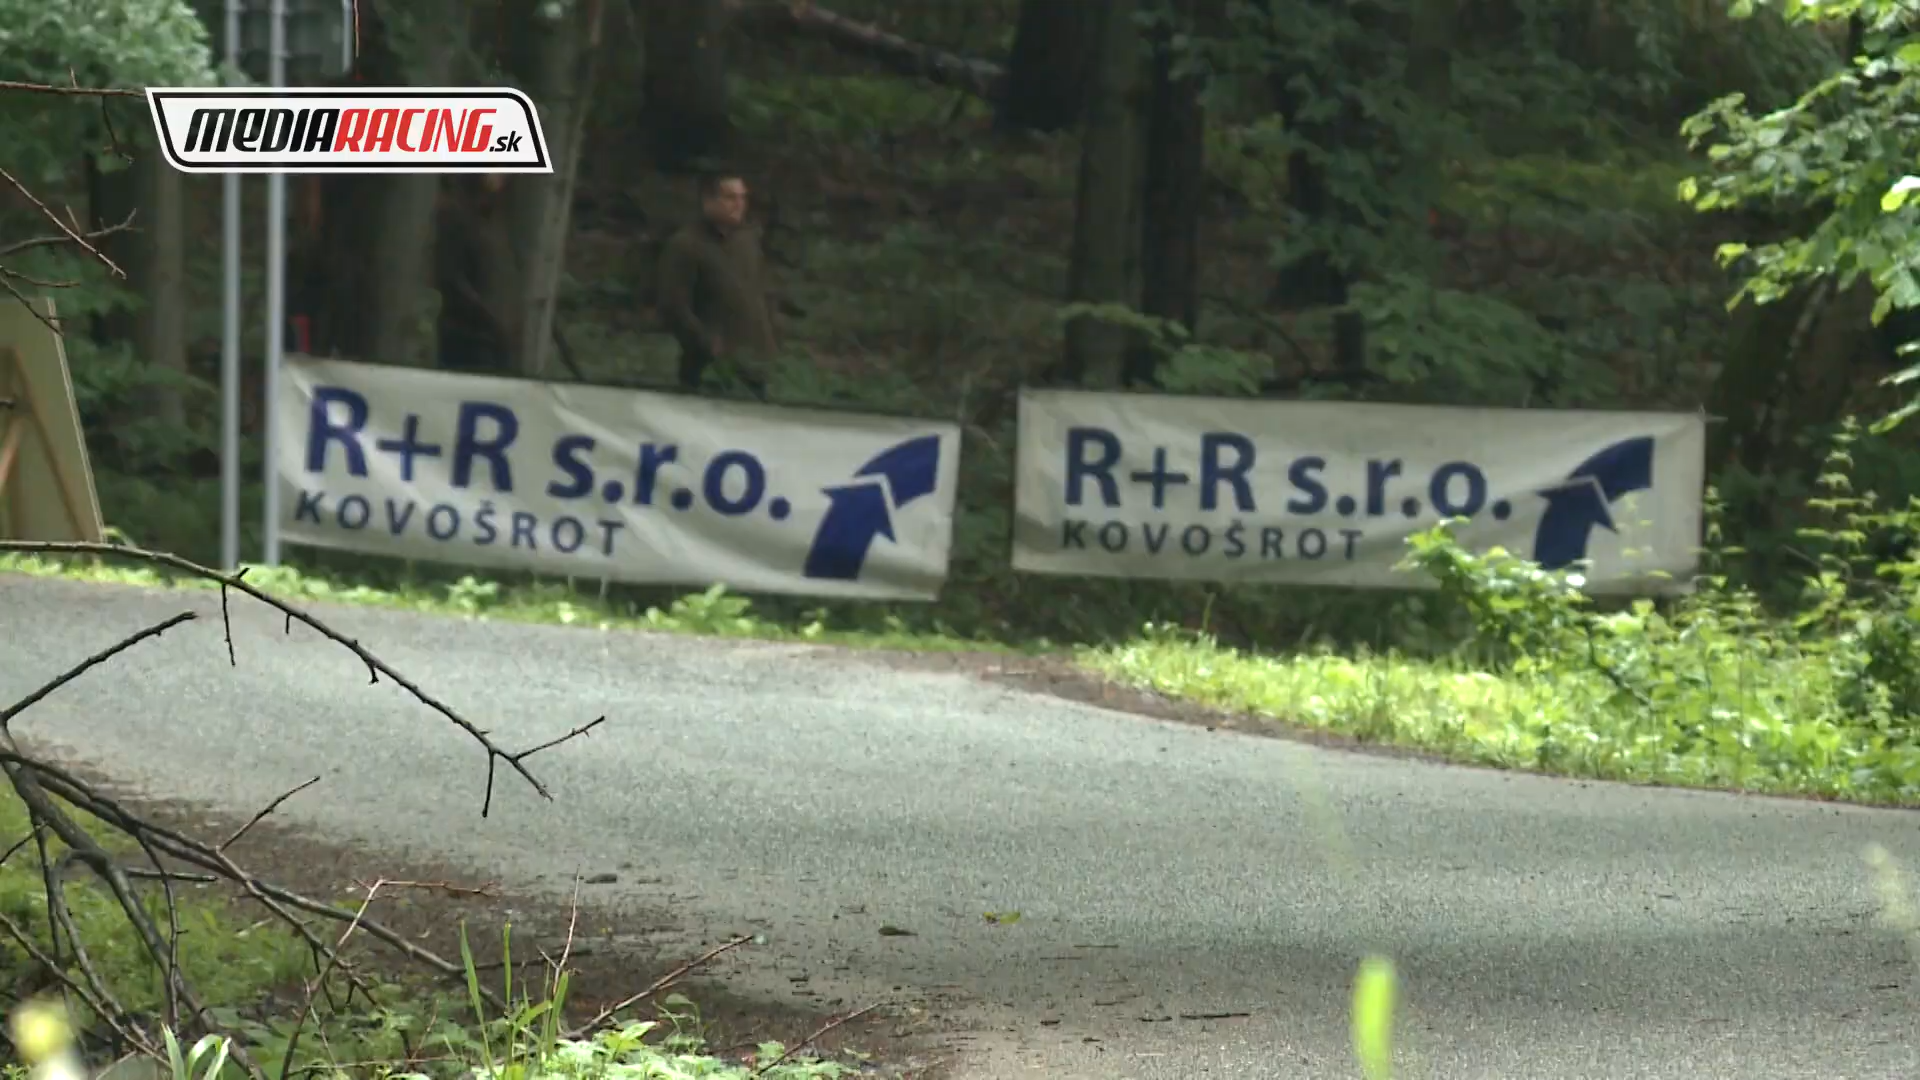 MEDIARACING.sk
R+R s.r.o.
KOVOŠROT
R+R s.r.o.
KOVOŠROT